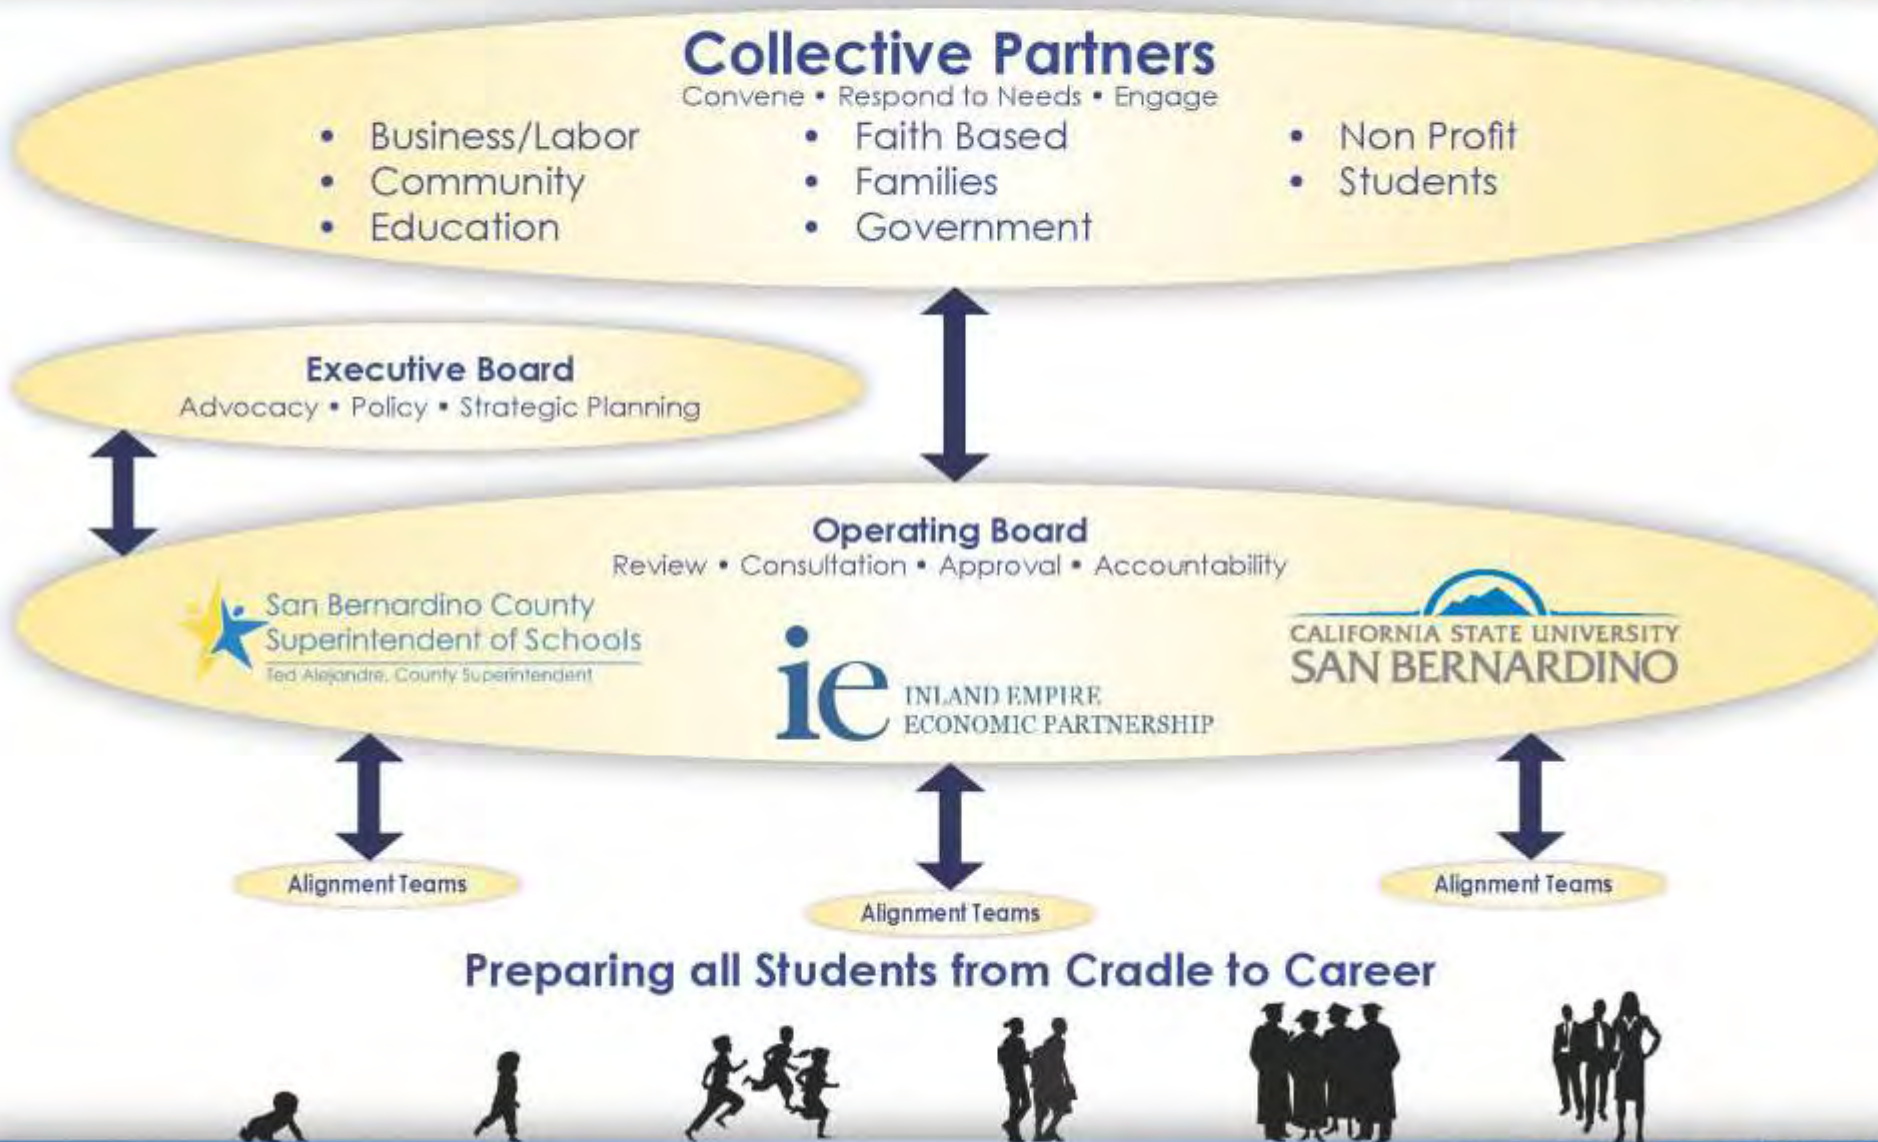 Collective Partners
Convene • Respond to Needs • Engage
• Business/Labor
• Community
• Education
• Faith Based
• Families
• Government
• Non Profit
• Students
Executive Board
Advocacy • Policy • Strategic Planning
Operating Board
Review • Consultation • Approval • Accountability
San Bernardino County
Superintendent of Schools
Ted Alejandre, County Superintendent
ie INLAND EMPIRE
ECONOMIC PARTNERSHIP
CALIFORNIA STATE UNIVERSITY
SAN BERNARDINO
Alignment Teams
Alignment Teams
Alignment Teams
Preparing all Students from Cradle to Career